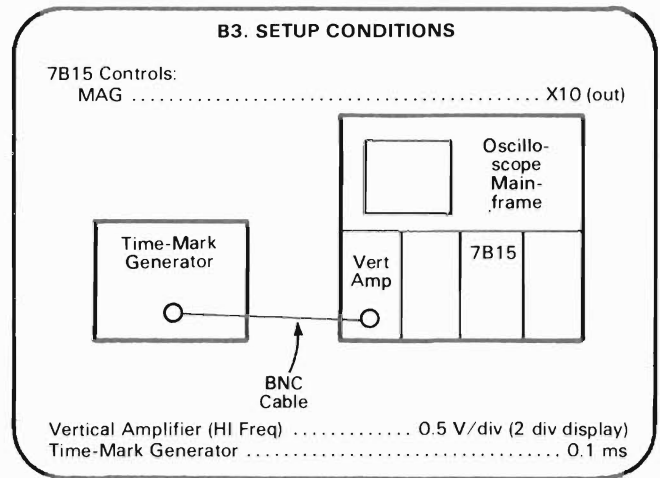 B3. SETUP CONDITIONS
7B15 Controls:
MAG ........................................... X10 (out)
Oscillo-
scope
Main-
frame
Time-Mark
Generator
Vert
Amp
7B15
BNC
Cable
Vertical Amplifier (HI Freq) ............. 0.5 V/div (2 div display)
Time-Mark Generator ................................. 0.1 ms